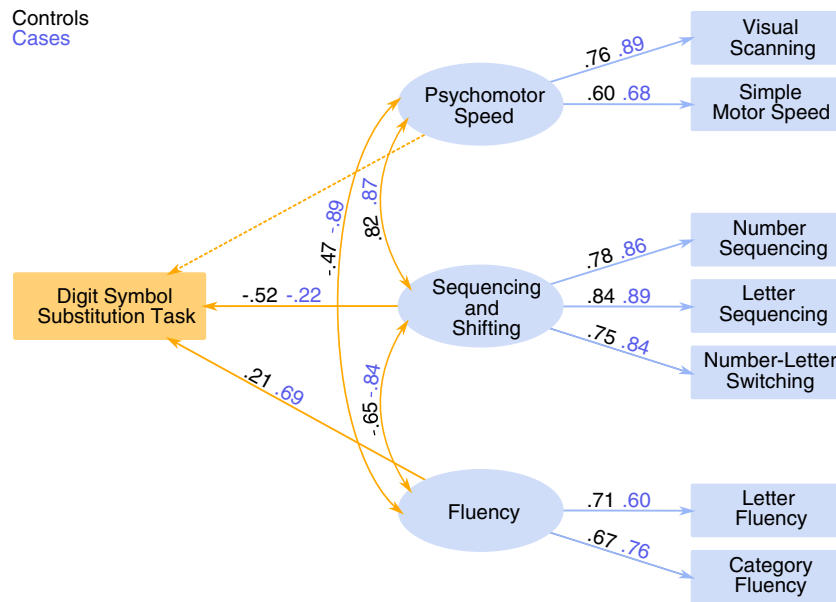 Controls
Cases
Visual
Scanning
.76 .89
Psychomotor
Speed
.60 .68
Simple
Motor Speed
-.47 -.89
.82 .87
Number
Sequencing
.78 .86
Digit Symbol
Substitution Task
-.52 -.22
Sequencing
and
Shifting
.84 .89
Letter
Sequencing
.75 .84
Number-Letter
Switching
-.65 -.84
.21 .69
Fluency
.71 .60
Letter
Fluency
.67 .76
Category
Fluency